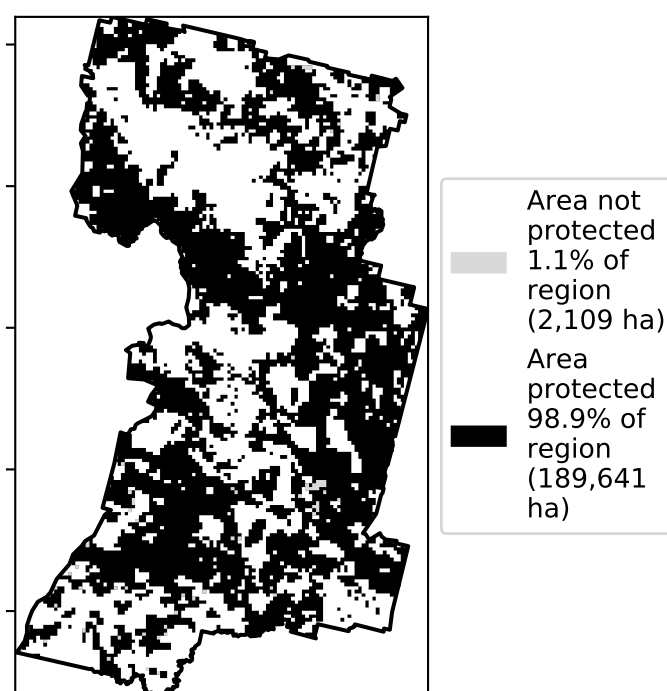 Area not
protected
1.1% of
region
(2,109 ha)
Area
protected
98.9% of
region
(189,641
ha)